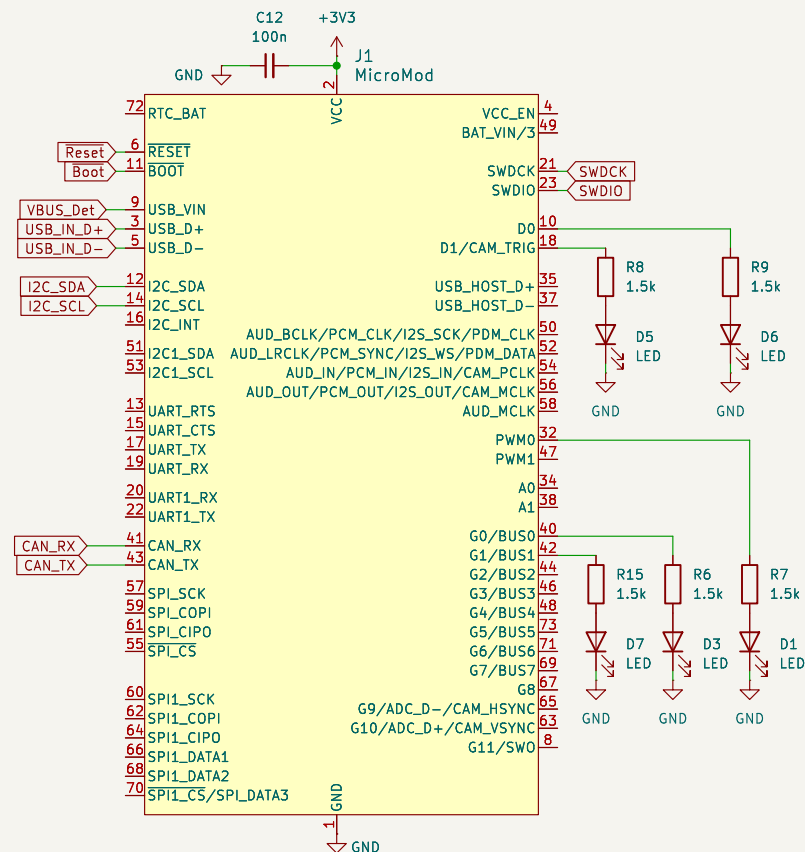 C12
100n
+3V3
GND
J1
MicroMod
2
VCC
72 RTC_BAT
VCC_EN 4
BAT_VIN/3 49
Reset 6 RESET
Boot 11 BOOT
SWDCK 21 SWDCK
SWDIO 23 SWDIO
VBUS_Det 9 USB_VIN
USB_IN_D+ 3 USB_D+
USB_IN_D- 5 USB_D-
D0 10
D1/CAM_TRIG 18
R8
1.5k
R9
1.5k
I2C_SDA 12 I2C_SDA
I2C_SCL 14 I2C_SCL
16 I2C_INT
USB_HOST_D+ 35
USB_HOST_D- 37
D5
LED
D6
LED
GND
GND
51 I2C1_SDA
53 I2C1_SCL
AUD_BCLK/PCM_CLK/I2S_SCK/PDM_CLK 50
AUD_LRCLK/PCM_SYNC/I2S_WS/PDM_DATA 52
AUD_IN/PCM_IN/I2S_IN/CAM_PCLK 54
AUD_OUT/PCM_OUT/I2S_OUT/CAM_MCLK 56
AUD_MCLK 58
13 UART_RTS
15 UART_CTS
17 UART_TX
19 UART_RX
PWM0 32
PWM1 47
20 UART1_RX
22 UART1_TX
A0 34
A1 38
CAN_RX 41 CAN_RX
CAN_TX 43 CAN_TX
G0/BUS0 40
G1/BUS1 42
G2/BUS2 44
G3/BUS3 46
G4/BUS4 48
G5/BUS5 73
G6/BUS6 71
G7/BUS7 69
G8 67
G9/ADC_D-/CAM_HSYNC 65
G10/ADC_D+/CAM_VSYNC 63
G11/SWO 8
R15
1.5k
R6
1.5k
R7
1.5k
D7
LED
D3
LED
D1
LED
GND
GND
GND
57 SPI_SCK
59 SPI_COPI
61 SPI_CIPO
55 SPI_CS
60 SPI1_SCK
62 SPI1_COPI
64 SPI1_CIPO
66 SPI1_DATA1
68 SPI1_DATA2
70 SPI1_CS/SPI_DATA3
GND
1
GND